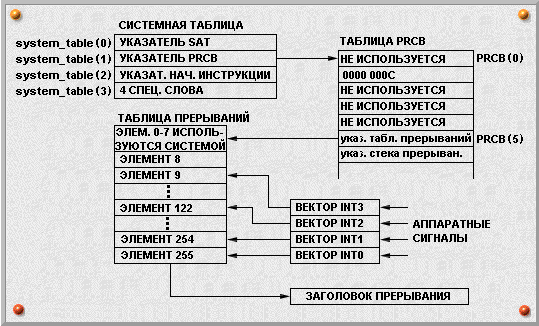 СИСТЕМНАЯ ТАБЛИЦА
system_table (0) УКАЗАТЕЛЬ SAT
system_table (1) УКАЗАТЕЛЬ PRCB
system_table (2) УКАЗАТ. НАЧ. ИНСТРУКЦИИ
system_table (3) 4 СПЕЦ. СЛОВА
ТАБЛИЦА PRCB
НЕ ИСПОЛЬЗУЕТСЯ PRCB (0)
0000 000C
НЕ ИСПОЛЬЗУЕТСЯ
НЕ ИСПОЛЬЗУЕТСЯ
НЕ ИСПОЛЬЗУЕТСЯ
указ. табл. прерываний PRCB (5)
указ. стека прерыван.
ТАБЛИЦА ПРЕРЫВАНИЙ
ЭЛЕМ. 0-7 ИСПОЛЬ-
ЗУЮТСЯ СИСТЕМОЙ
ЭЛЕМЕНТ 8
ЭЛЕМЕНТ 9
ЭЛЕМЕНТ 122
ЭЛЕМЕНТ 254
ЭЛЕМЕНТ 255
ВЕКТОР INT3
ВЕКТОР INT2
ВЕКТОР INT1
ВЕКТОР INT0
АППАРАТНЫЕ
СИГНАЛЫ
ЗАГОЛОВОК ПРЕРЫВАНИЯ